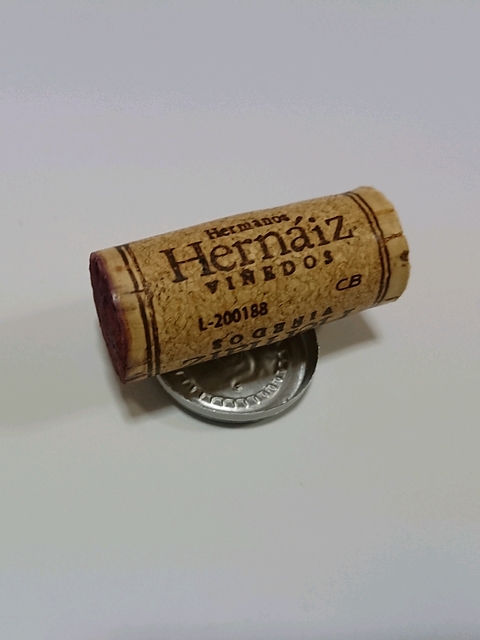 Hermanos
Hernáiz
VIÑEDOS
CB
L-200188
VIÑEDOS